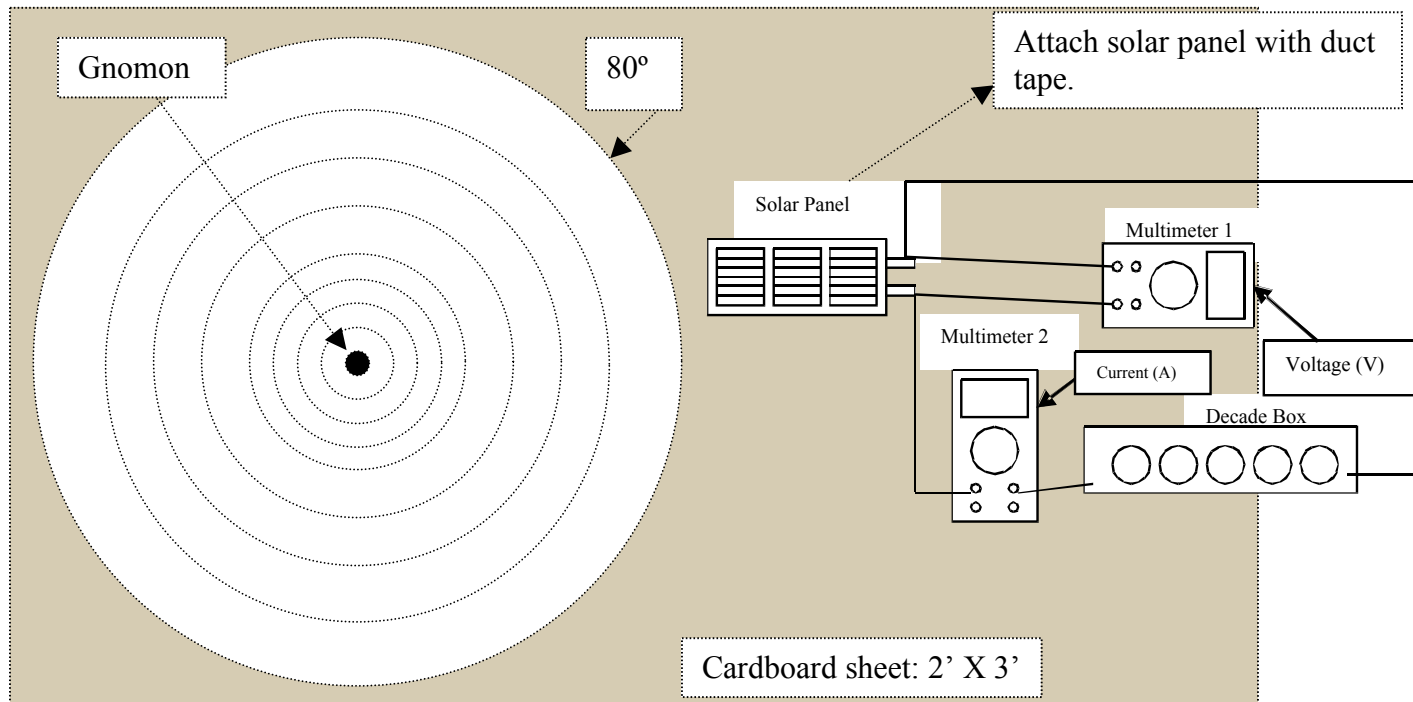 Gnomon
80º
Attach solar panel with duct
tape.
Solar Panel
Multimeter 1
Multimeter 2
Current (A)
Voltage (V)
Decade Box
Cardboard sheet: 2’ X 3’